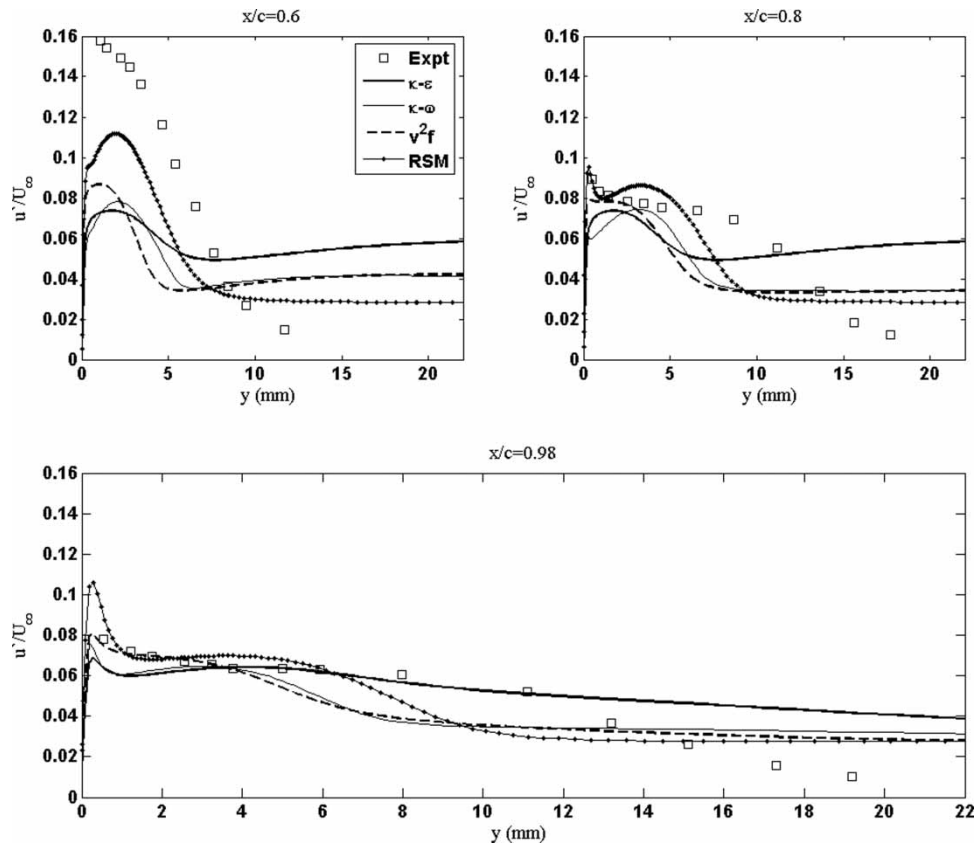 x/c=0.6
0.16
0.14
0.12
0.1
0.08
0.06
0.04
0.02
0
u`/U∞
0 5 10 15 20
y (mm)
Expt
κ-ε
κ-ω
v²f
RSM
x/c=0.8
0.16
0.14
0.12
0.1
0.08
0.06
0.04
0.02
0
u`/U∞
0 5 10 15 20
y (mm)
x/c=0.98
0.16
0.14
0.12
0.1
0.08
0.06
0.04
0.02
0
u`/U∞
0 2 4 6 8 10 12 14 16 18 20 22
y (mm)